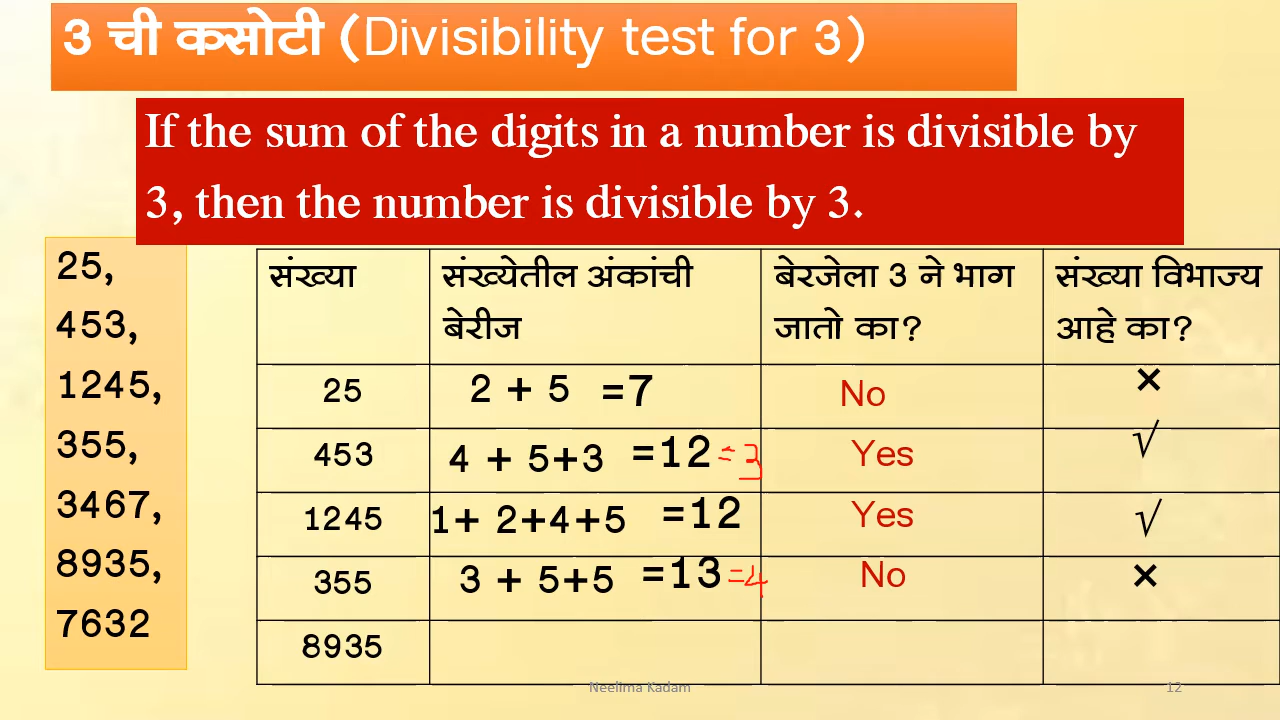 3 ची कसोटी (Divisibility test for 3)
If the sum of the digits in a number is divisible by
3, then the number is divisible by 3.
25,
453,
1245,
355,
3467,
8935,
7632
संख्या संख्येतील अंकांची बेरजेला 3 ने भाग संख्या विभाज्य
बेरीज जातो का? आहे का?
25 2 + 5 =7 No ×
453 4 + 5+3 =12 =3 Yes √
1245 1+ 2+4+5 =12 Yes √
355 3 + 5+5 =13 =4 No ×
8935
Neelima Kadam 12